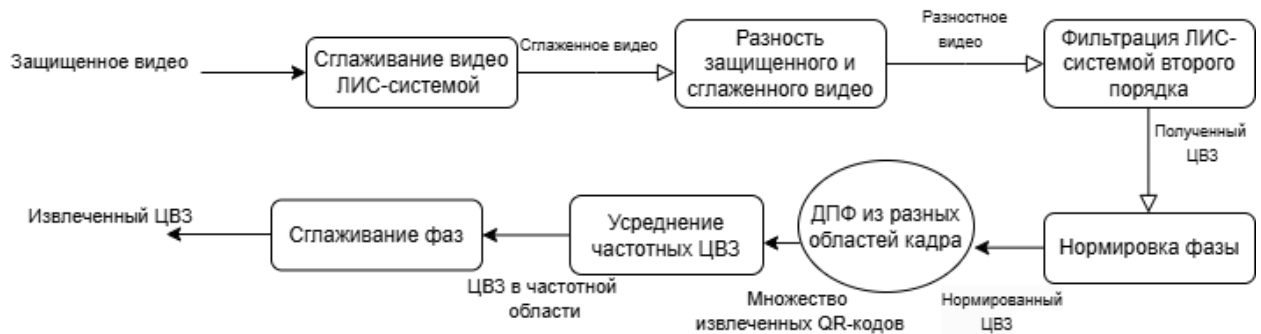 Защищенное видео
Сглаживание видео
ЛИС-системой
Сглаженное видео
Разность
защищенного и
сглаженного видео
Разностное
видео
Фильтрация ЛИС-
системой второго
порядка
Полученный
ЦВЗ
Нормировка фазы
Нормированный
ЦВЗ
ДПФ из разных
областей кадра
Множество
извлеченных QR-кодов
Усреднение
частотных ЦВЗ
ЦВЗ в частотной
области
Сглаживание фаз
Извлеченный ЦВЗ